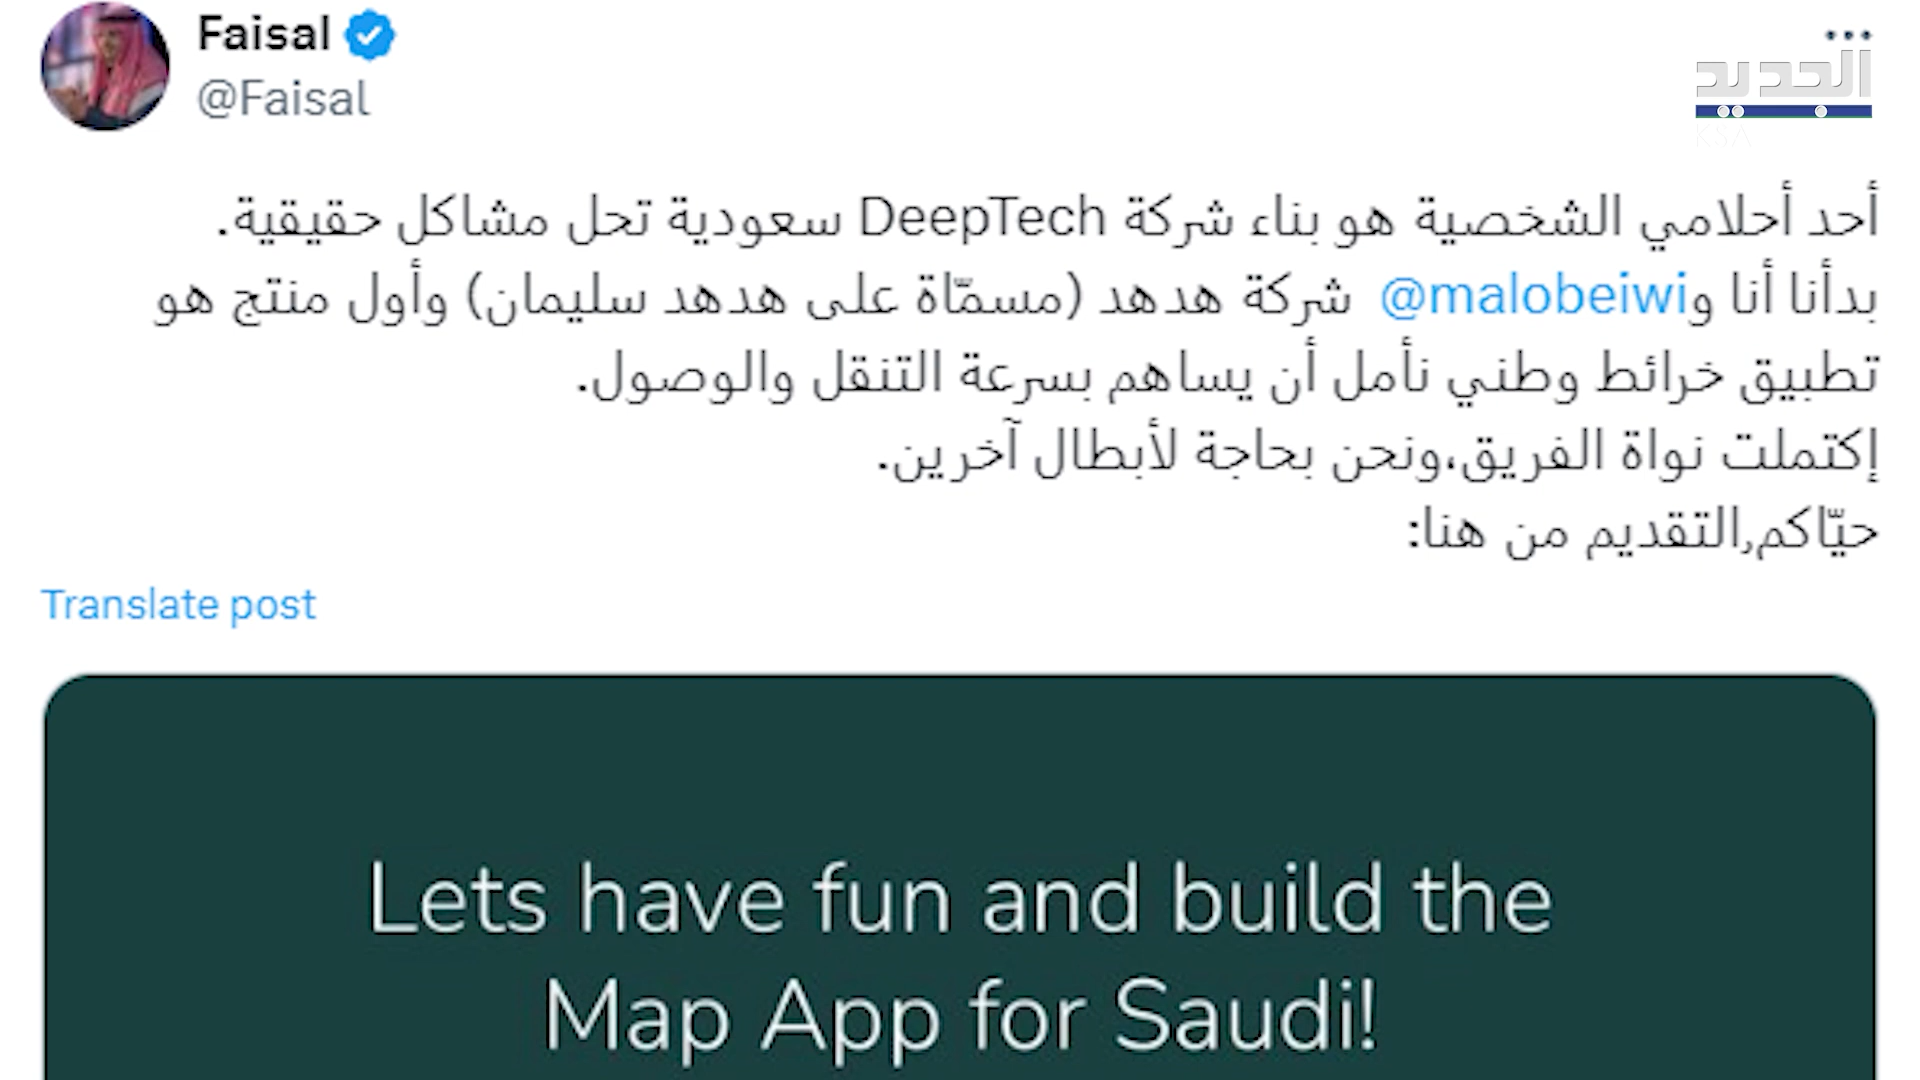 Faisal
@Faisal
الجديد
أحد أحلامي الشخصية هو بناء شركة DeepTech سعودية تحل مشاكل حقيقية.
بدأنا أنا و@malobeiwi شركة هدهد (مسمّاة على هدهد سليمان) وأول منتج هو
تطبيق خرائط وطني نأمل أن يساهم بسرعة التنقل والوصول.
إكتملت نواة الفريق،ونحن بحاجة لأبطال آخرين.
حيّاكم,التقديم من هنا:
Translate post
Lets have fun and build the
Map App for Saudi!